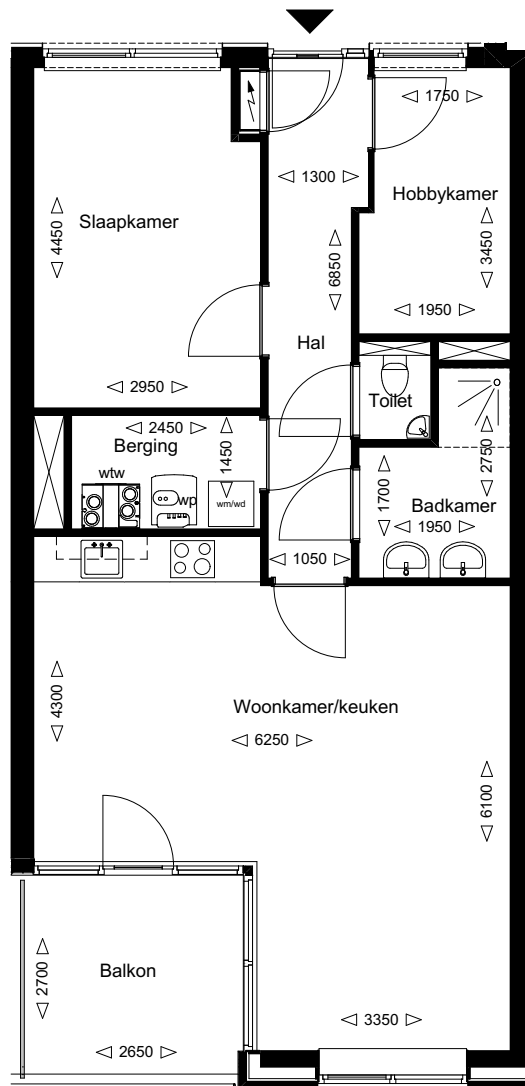 1750
1300
Hobbykamer
Slaapkamer
4450
3450
6850
1950
Hal
2950
Toilet
2450
Berging
1450
2750
wtw
wp
wm/wd
1700
Badkamer
1950
1050
4300
Woonkamer/keuken
6250
6100
Balkon
2700
3350
2650